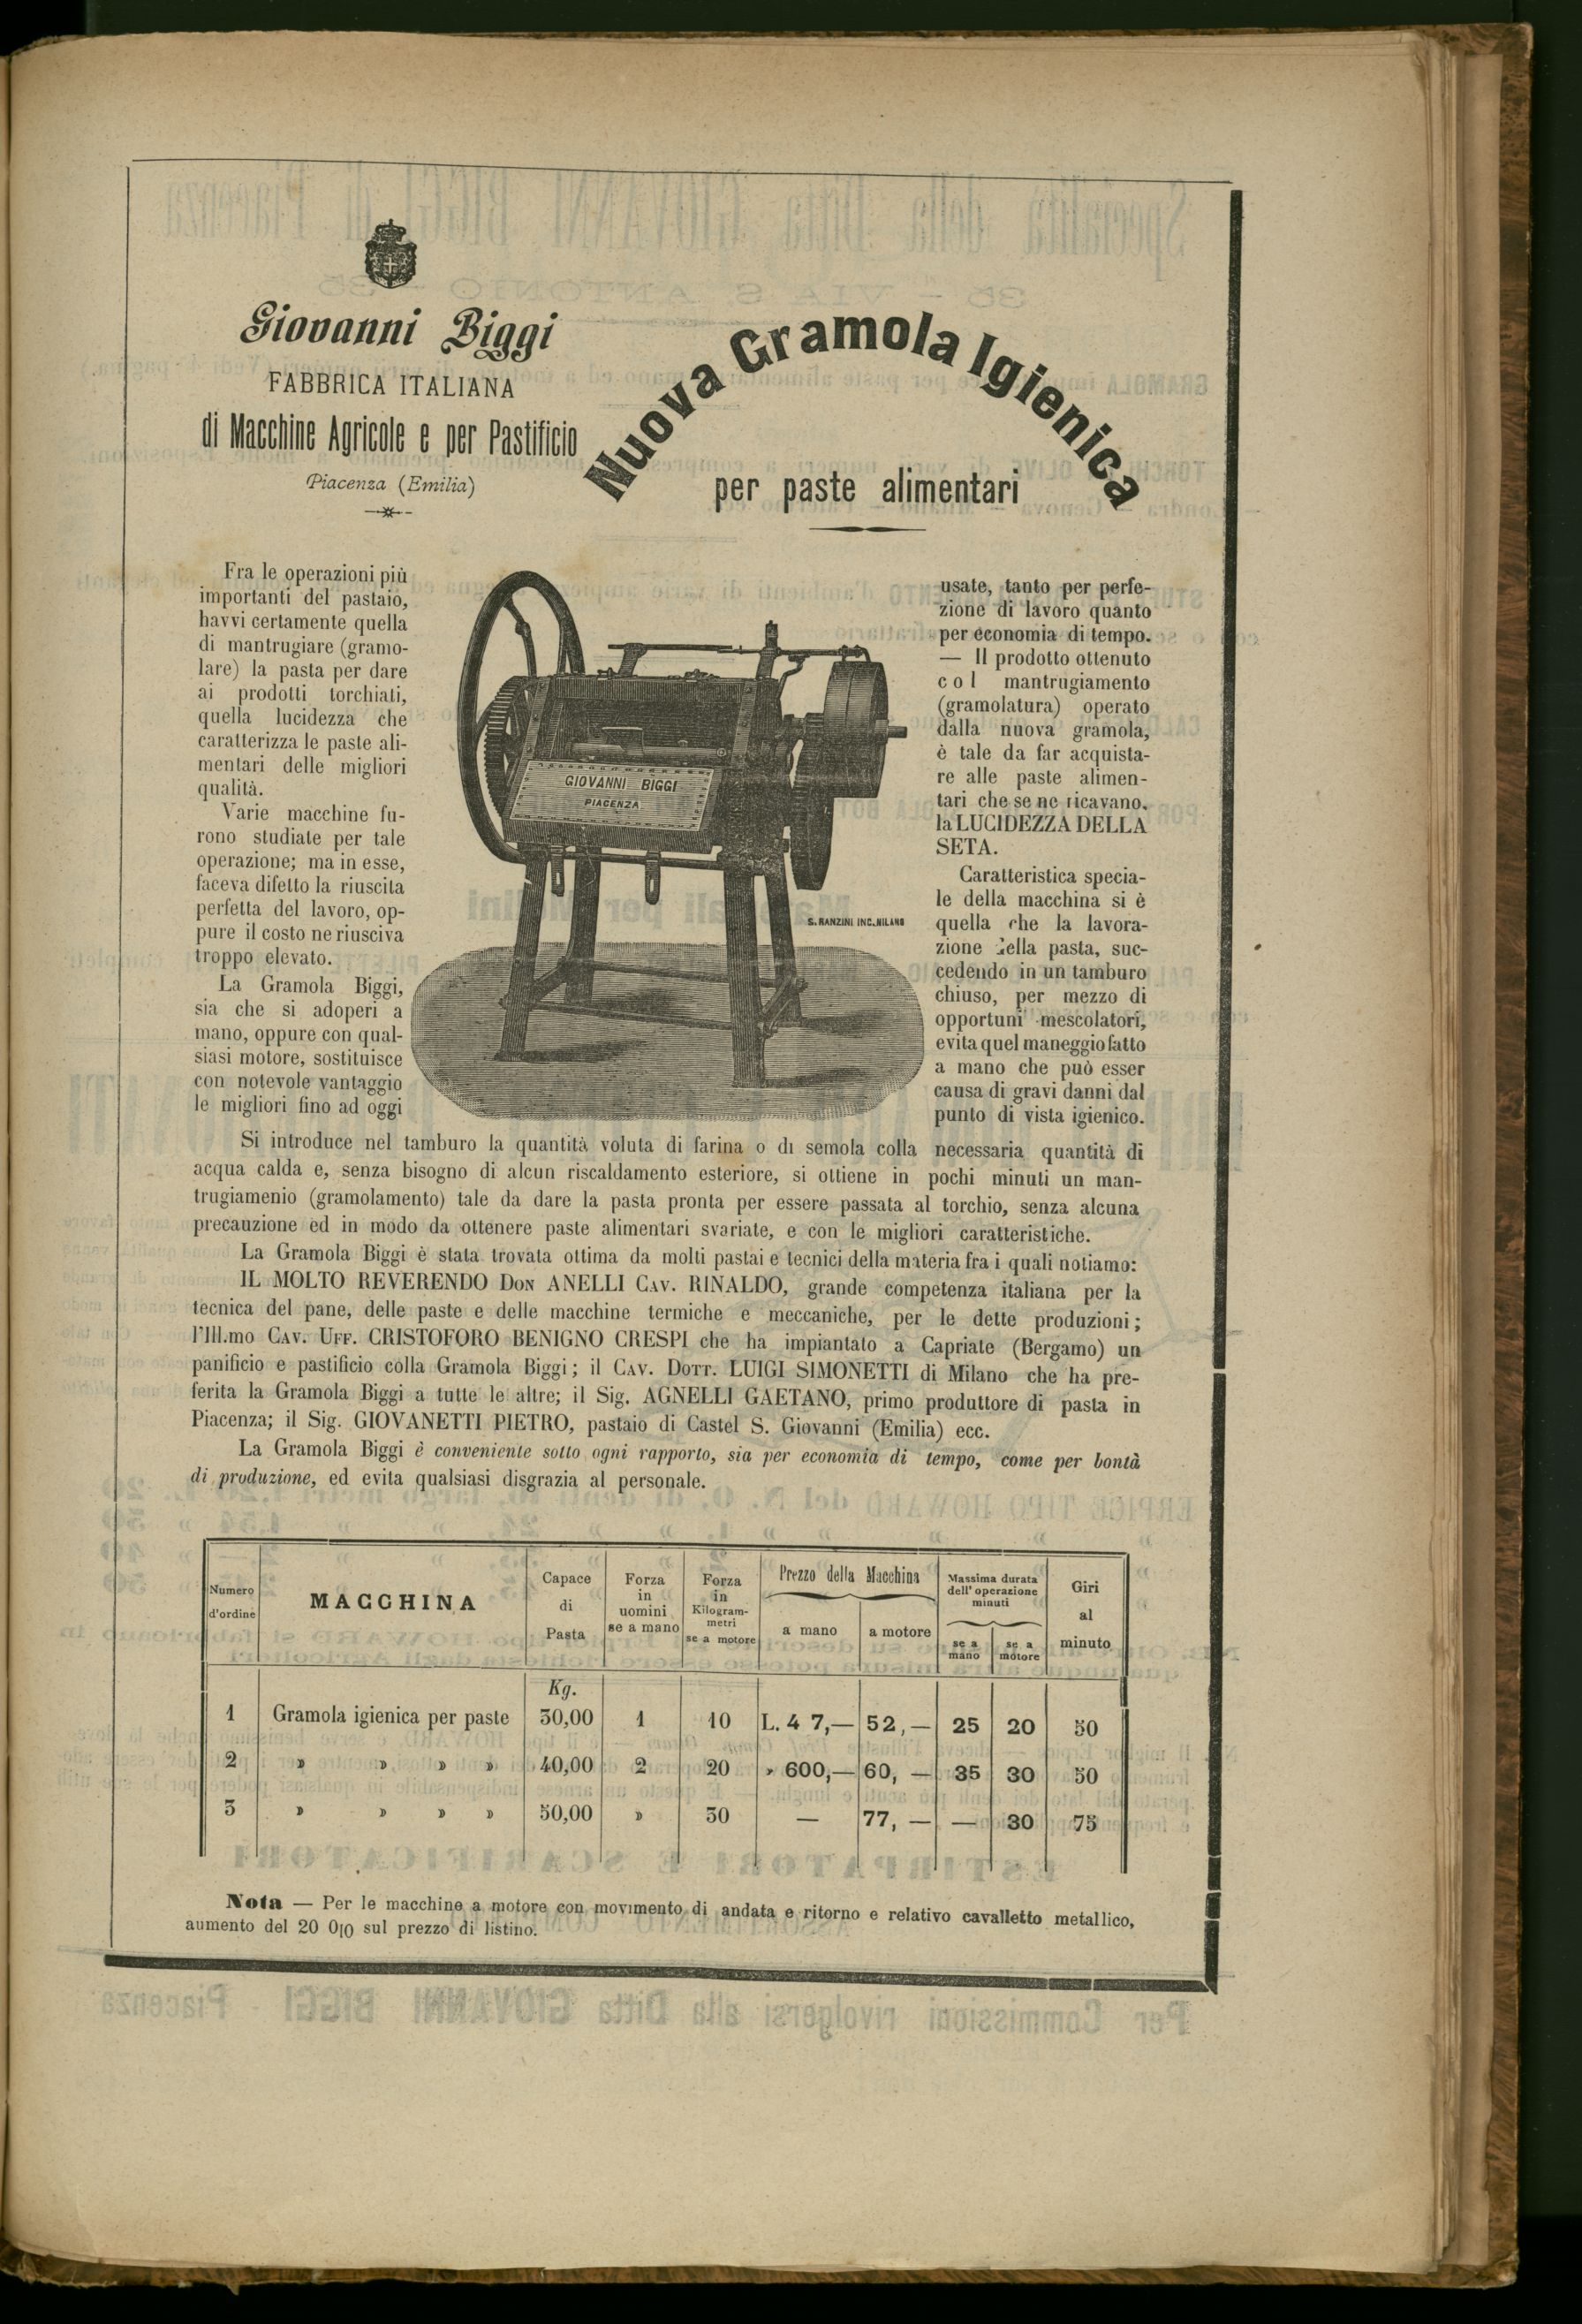 Giovanni Biggi
FABBRICA ITALIANA
di Macchine Agricole e per Pastificio
Piacenza (Emilia)
Nuova Gramola Igienica
per paste alimentari
Fra le operazioni più
importanti del pastaio,
havvi certamente quella
di mantrugiare (gramo-
lare) la pasta per dare
ai prodotti torchiati,
quella lucidezza che
caratterizza le paste ali-
mentari delle migliori
qualità.
Varie macchine fu-
rono studiate per tale
operazione; ma in esse,
faceva difetto la riuscita
perfetta del lavoro, op-
pure il costo ne riusciva
troppo elevato.
La Gramola Biggi,
sia che si adoperi a
mano, oppure con qual-
siasi motore, sostituisce
con notevole vantaggio
le migliori fino ad oggi
GIOVANNI BIGGI
PIACENZA
S. RANZINI INC. MILANO
usate, tanto per perfe-
zione di lavoro quanto
per economia di tempo.
— Il prodotto ottenuto
col mantrugiamento
(gramolatura) operato
dalla nuova gramola,
è tale da far acquista-
re alle paste alimen-
tari che se ne ricavano.
la LUCIDEZZA DELLA
SETA.
Caratteristica specia-
le della macchina si è
quella che la lavora-
zione della pasta, suc-
cedendo in un tamburo
chiuso, per mezzo di
opportuni mescolatori,
evita quel maneggio fatto
a mano che può esser
causa di gravi danni dal
punto di vista igienico.
Si introduce nel tamburo la quantità voluta di farina o di semola colla necessaria quantità di
acqua calda e, senza bisogno di alcun riscaldamento esteriore, si ottiene in pochi minuti un man-
trugiamenio (gramolamento) tale da dare la pasta pronta per essere passata al torchio, senza alcuna
precauzione ed in modo da ottenere paste alimentari svariate, e con le migliori caratteristiche.
La Gramola Biggi è stata trovata ottima da molti pastai e tecnici della materia fra i quali notiamo:
IL MOLTO REVERENDO DON ANELLI CAV. RINALDO, grande competenza italiana per la
tecnica del pane, delle paste e delle macchine termiche e meccaniche, per le dette produzioni;
l'Ill.mo CAV. UFF. CRISTOFORO BENIGNO CRESPI che ha impiantato a Capriate (Bergamo) un
panificio e pastificio colla Gramola Biggi; il CAV. DOTT. LUIGI SIMONETTI di Milano che ha pre-
ferita la Gramola Biggi a tutte le altre; il Sig. AGNELLI GAETANO, primo produttore di pasta in
Piacenza; il Sig. GIOVANETTI PIETRO, pastaio di Castel S. Giovanni (Emilia) ecc.
La Gramola Biggi è conveniente sotto ogni rapporto, sia per economia di tempo, come per bontà
di produzione, ed evita qualsiasi disgrazia al personale.
Numero d'ordine MACCHINA Capace di Pasta Forza in uomini se a mano Forza in Kilogram-metri se a motore Prezzo della Macchina a mano a motore Massima durata dell' operazione minuti se a mano se a motore Giri al minuto
Kg.
1 Gramola igienica per paste 30,00 1 10 L. 4 7,— 52,— 25 20 50
2 » » » » 40,00 2 20 » 600,— 60, — 35 30 50
3 » » » » 50,00 » 30 — 77, — — 30 75
Nota — Per le macchine a motore con movimento di andata e ritorno e relativo cavalletto metallico,
aumento del 20 0|0 sul prezzo di listino.